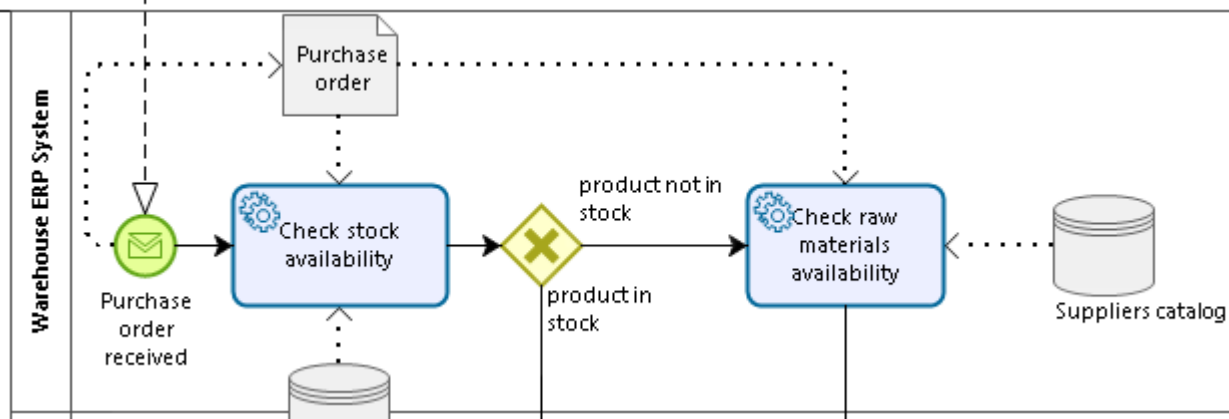 Warehouse ERP System
Purchase
order
Purchase
order
received
Check stock
availability
product not in
stock
product in
stock
Check raw
materials
availability
Suppliers catalog